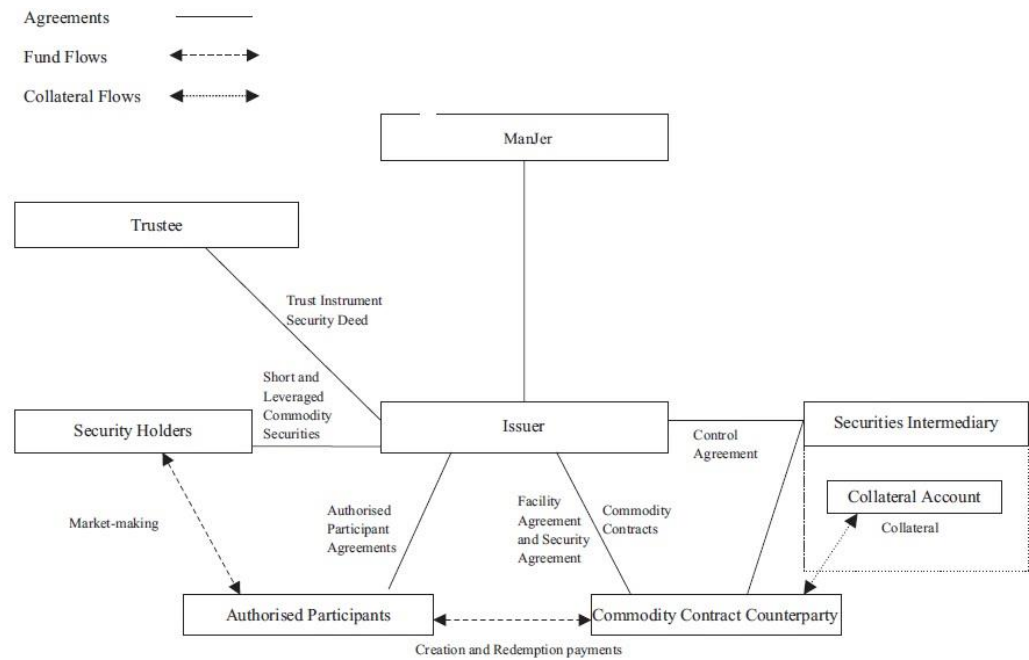 Agreements
Fund Flows
Collateral Flows
ManJer
Trustee
Trust Instrument
Security Deed
Short and
Leveraged
Commodity
Securities
Security Holders
Issuer
Control
Agreement
Securities Intermediary
Collateral Account
Collateral
Market-making
Authorised
Participant
Agreements
Facility
Agreement
and Security
Agreement
Commodity
Contracts
Authorised Participants
Commodity Contract Counterparty
Creation and Redemption payments